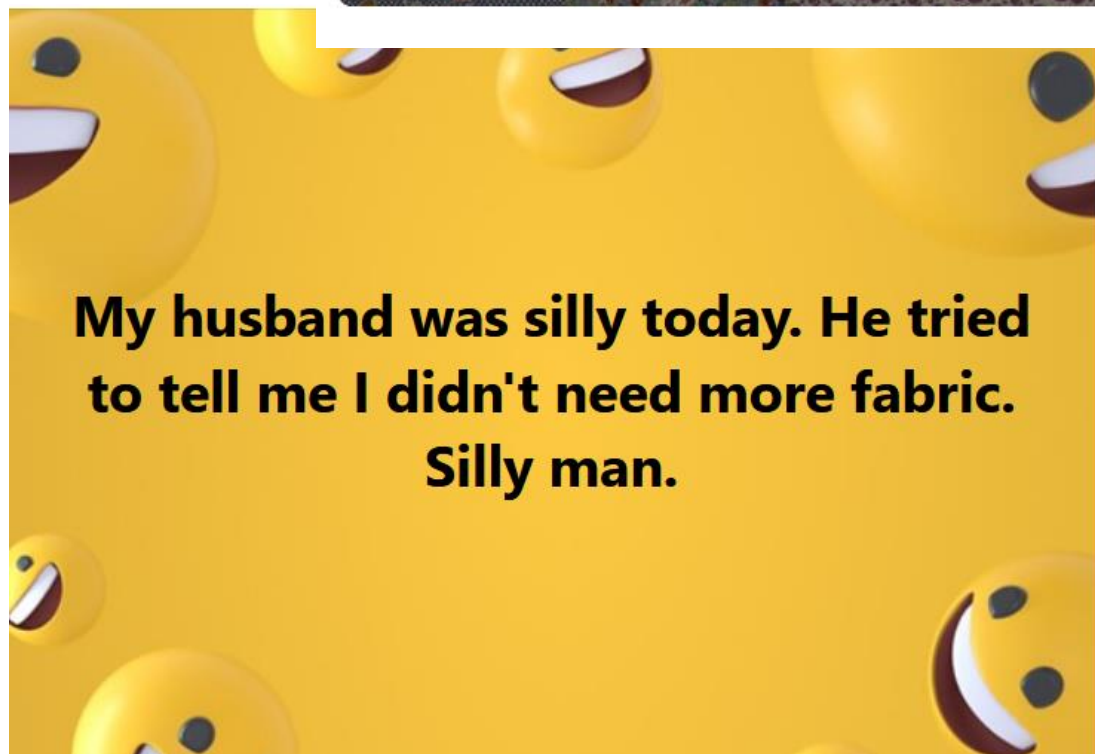 My husband was silly today. He tried
to tell me I didn't need more fabric.
Silly man.